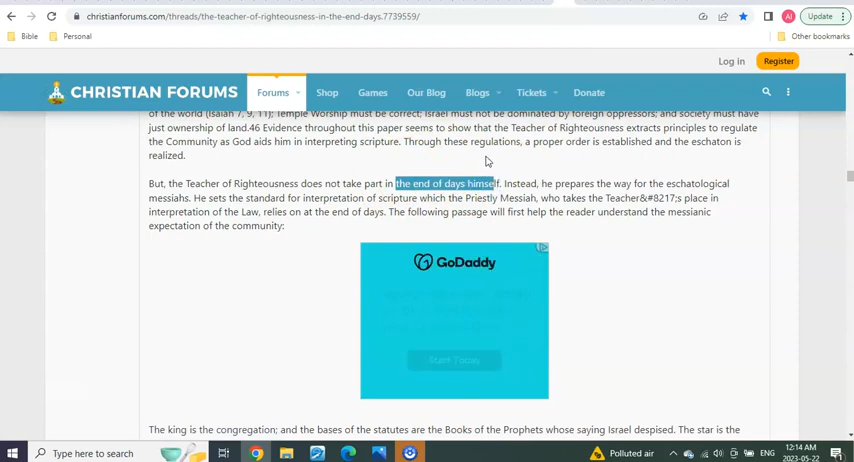 christianforums.com/threads/the-teacher-of-righteousness-in-the-end-days.7739559/
AI
Update
Bible
Personal
Other bookmarks
Log in
Register
CHRISTIAN FORUMS
Forums
Shop
Games
Our Blog
Blogs
Tickets
Donate
of the world (Isaiah 7, 9, 11); Temple Worship must be correct; Israel must not be dominated by foreign oppressors; and society must have
just ownership of land.46 Evidence throughout this paper seems to show that the Teacher of Righteousness extracts principles to regulate
the Community as God aids him in interpreting scripture. Through these regulations, a proper order is established and the eschaton is
realized.
But, the Teacher of Righteousness does not take part in the end of days himself. Instead, he prepares the way for the eschatological
messiahs. He sets the standard for interpretation of scripture which the Priestly Messiah, who takes the Teacher&#8217;s place in
interpretation of the Law, relies on at the end of days. The following passage will first help the reader understand the messianic
expectation of the community:
GoDaddy
Start Today
The king is the congregation; and the bases of the statutes are the Books of the Prophets whose saying Israel despised. The star is the
Type here to search
Polluted air
ENG
12:14 AM
2023-05-22